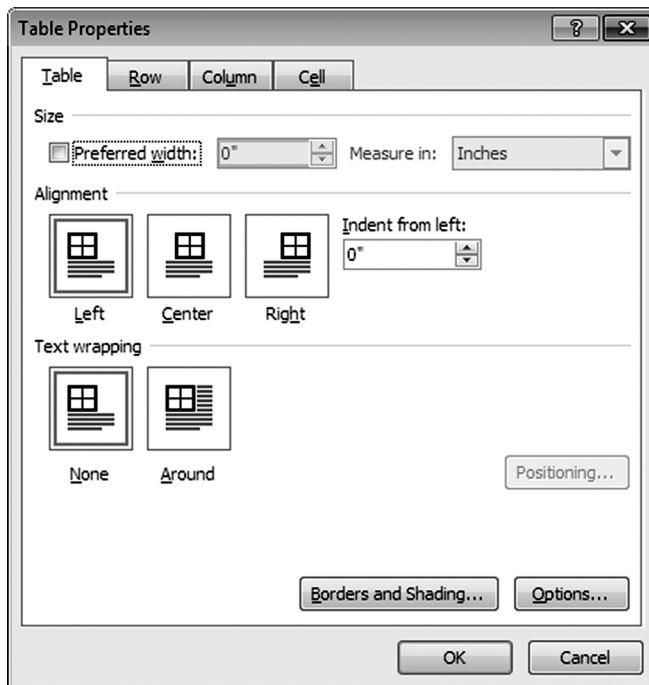 Table Properties
Table Row Column Cell
Size
Preferred width: 0" Measure in: Inches
Alignment
Indent from left:
0"
Left Center Right
Text wrapping
None Around
Positioning...
Borders and Shading... Options...
OK Cancel